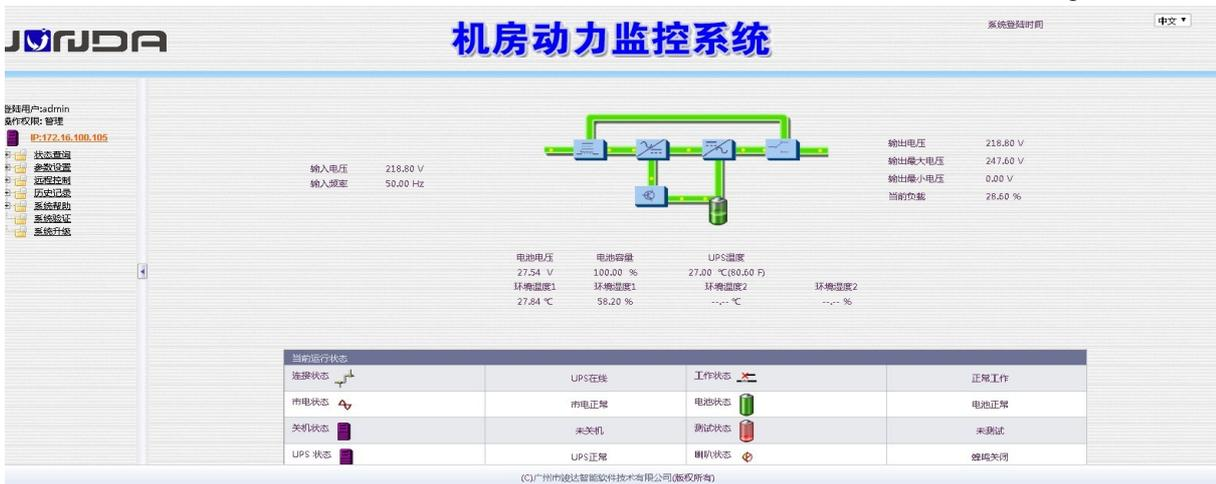 JUNDA
机房动力监控系统
系统登陆时间
中文
登陆用户:admin
操作权限: 管理
IP:172.16.100.105
状态查询
参数设置
远程控制
历史记录
系统帮助
系统验证
系统升级
输入电压 218.80 V
输入频率 50.00 Hz
输出电压 218.80 V
输出最大电压 247.60 V
输出最小电压 0.00 V
当前负载 28.60 %
电池电压 电池容量 UPS温度
27.54 V 100.00 % 27.00 ℃(80.60 F)
环境温度1 环境湿度1 环境温度2 环境湿度2
27.84 ℃ 58.20 % --.-- ℃ --.-- %
当前运行状态
连接状态 UPS在线 工作状态 正常工作
市电状态 市电正常 电池状态 电池正常
关机状态 未关机 测试状态 未测试
UPS 状态 UPS正常 喇叭状态 蜂鸣关闭
(C)广州市竣达智能软件技术有限公司(版权所有)